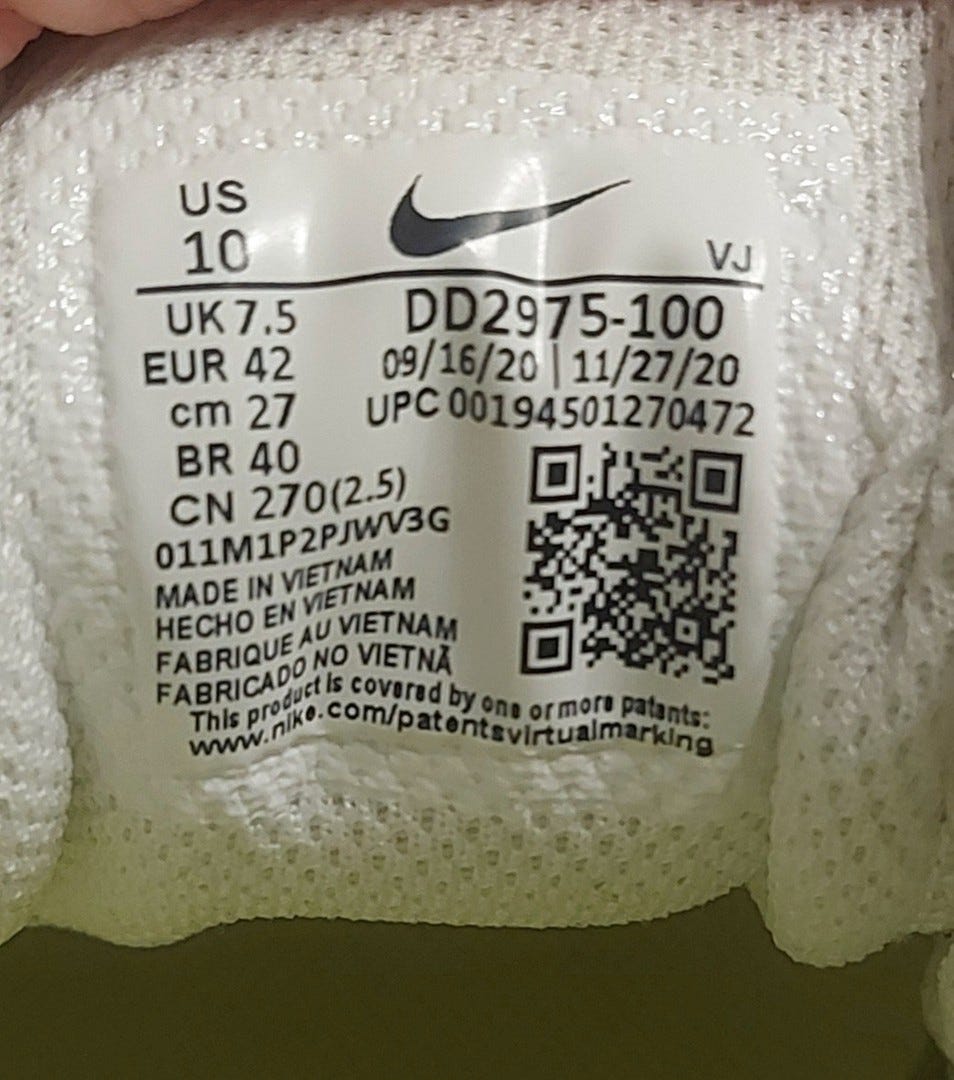 US
10
VJ
UK 7.5
DD2975-100
EUR 42
09/16/20 | 11/27/20
cm 27
UPC 00194501270472
BR 40
CN 270(2.5)
011M1P2PJWV3G
MADE IN VIETNAM
HECHO EN VIETNAM
FABRIQUE AU VIETNAM
FABRICADO NO VIETNÃ
This product is covered by one or more patents:
www.nike.com/patentsvirtualmarking